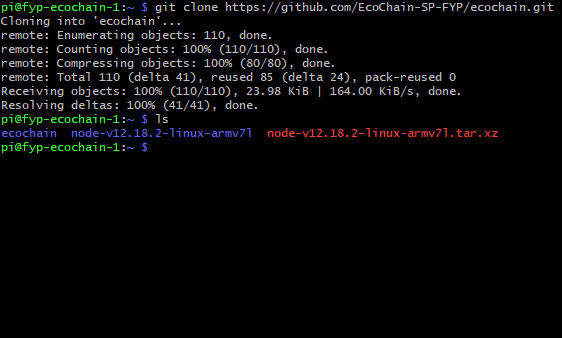 pi@fyp-ecochain-1:~ $ git clone https://github.com/EcoChain-SP-FYP/ecochain.git
Cloning into 'ecochain'...
remote: Enumerating objects: 110, done.
remote: Counting objects: 100% (110/110), done.
remote: Compressing objects: 100% (80/80), done.
remote: Total 110 (delta 41), reused 85 (delta 24), pack-reused 0
Receiving objects: 100% (110/110), 23.98 KiB | 164.00 KiB/s, done.
Resolving deltas: 100% (41/41), done.
pi@fyp-ecochain-1:~ $ ls
ecochain  node-v12.18.2-linux-armv7l  node-v12.18.2-linux-armv7l.tar.xz
pi@fyp-ecochain-1:~ $